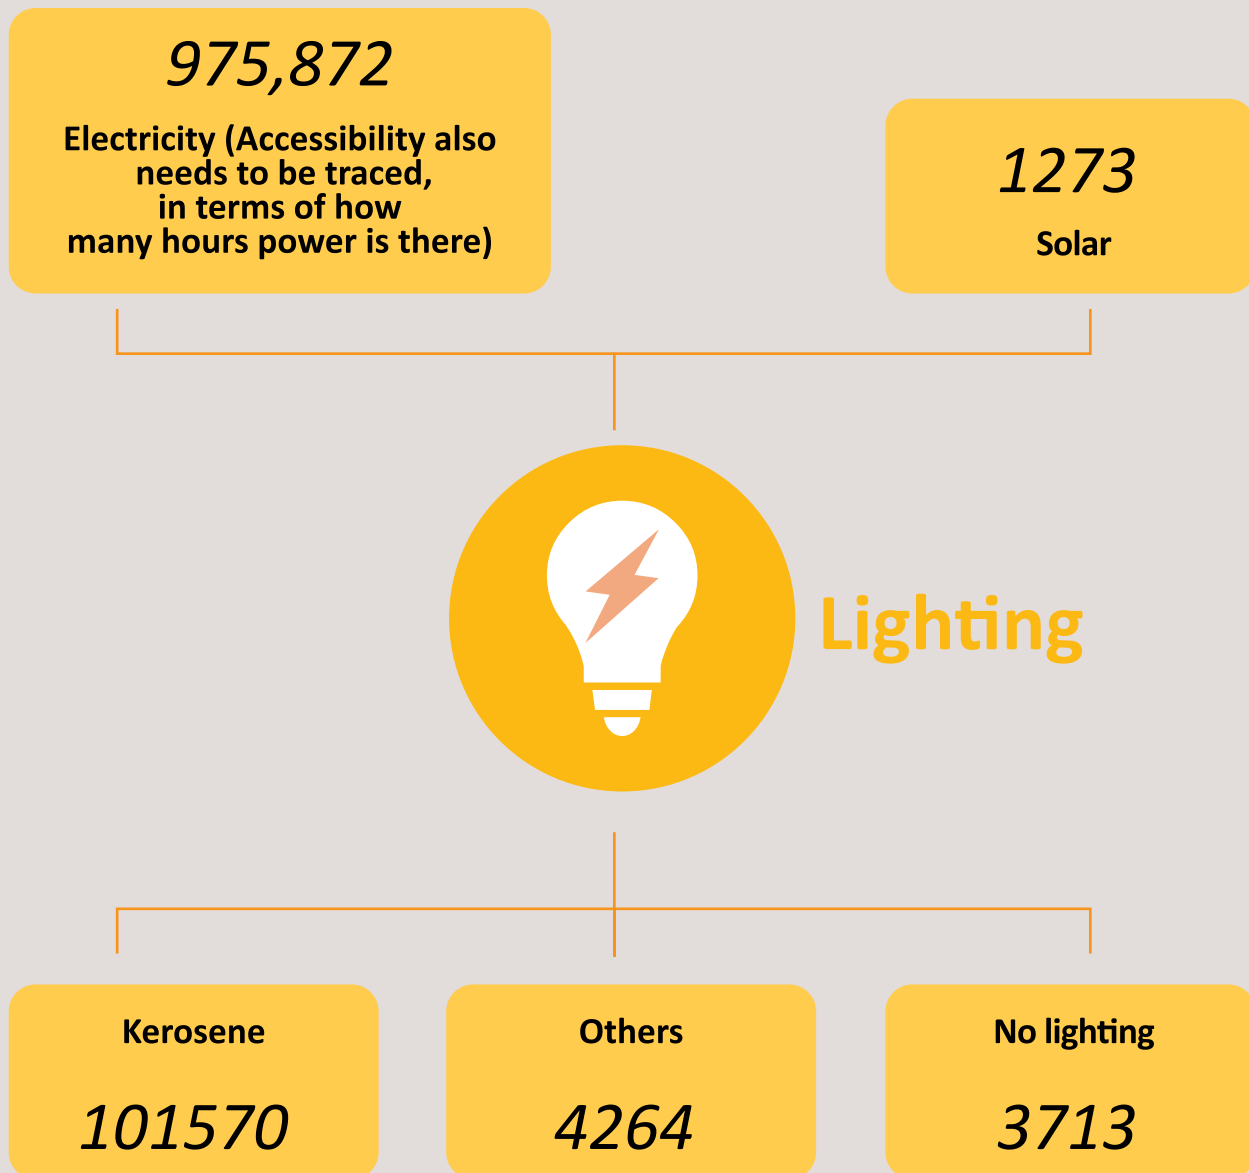 975,872
Electricity (Accessibility also
needs to be traced,
in terms of how
many hours power is there)
1273
Solar
Lighting
Kerosene
101570
Others
4264
No lighting
3713